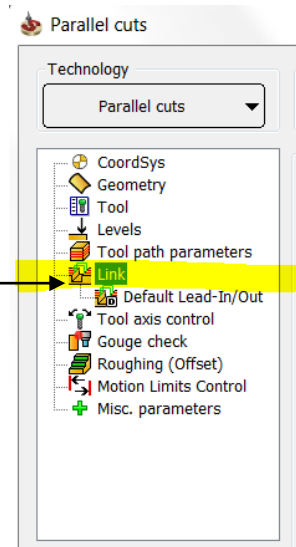 Parallel cuts
Technology
Parallel cuts
CoordSys
Geometry
Tool
Levels
Tool path parameters
Link
Default Lead-In/Out
Tool axis control
Gouge check
Roughing (Offset)
Motion Limits Control
Misc. parameters